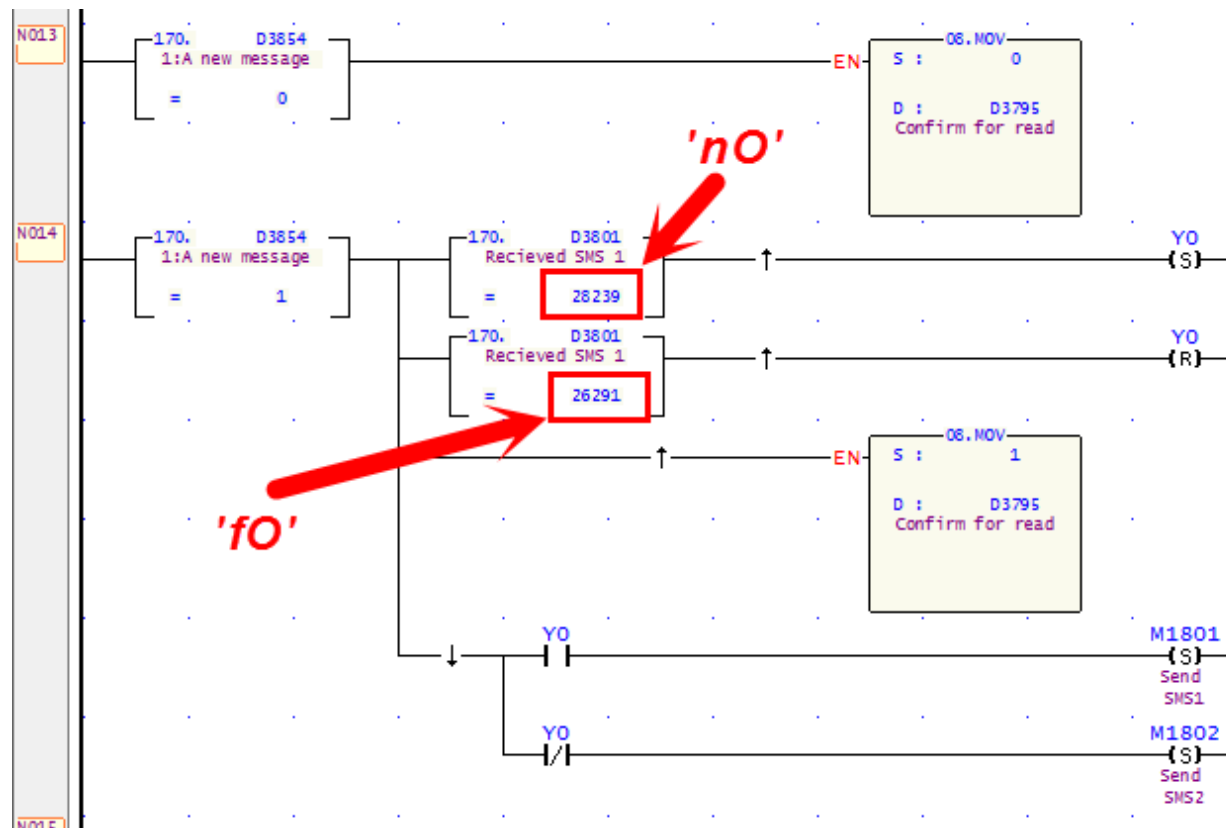 N013
170. D3854
1:A new message
= 0
EN
08.MOV
S : 0
D : D3795
Confirm for read
'nO'
N014
170. D3854
1:A new message
= 1
170. D3801
Recieved SMS 1
= 28239
↑
Y0
(S)
170. D3801
Recieved SMS 1
= 26291
↑
Y0
(R)
'fO'
↑
EN
08.MOV
S : 1
D : D3795
Confirm for read
↓
Y0
M1801
(S)
Send
SMS1
Y0
M1802
(S)
Send
SMS2
N015